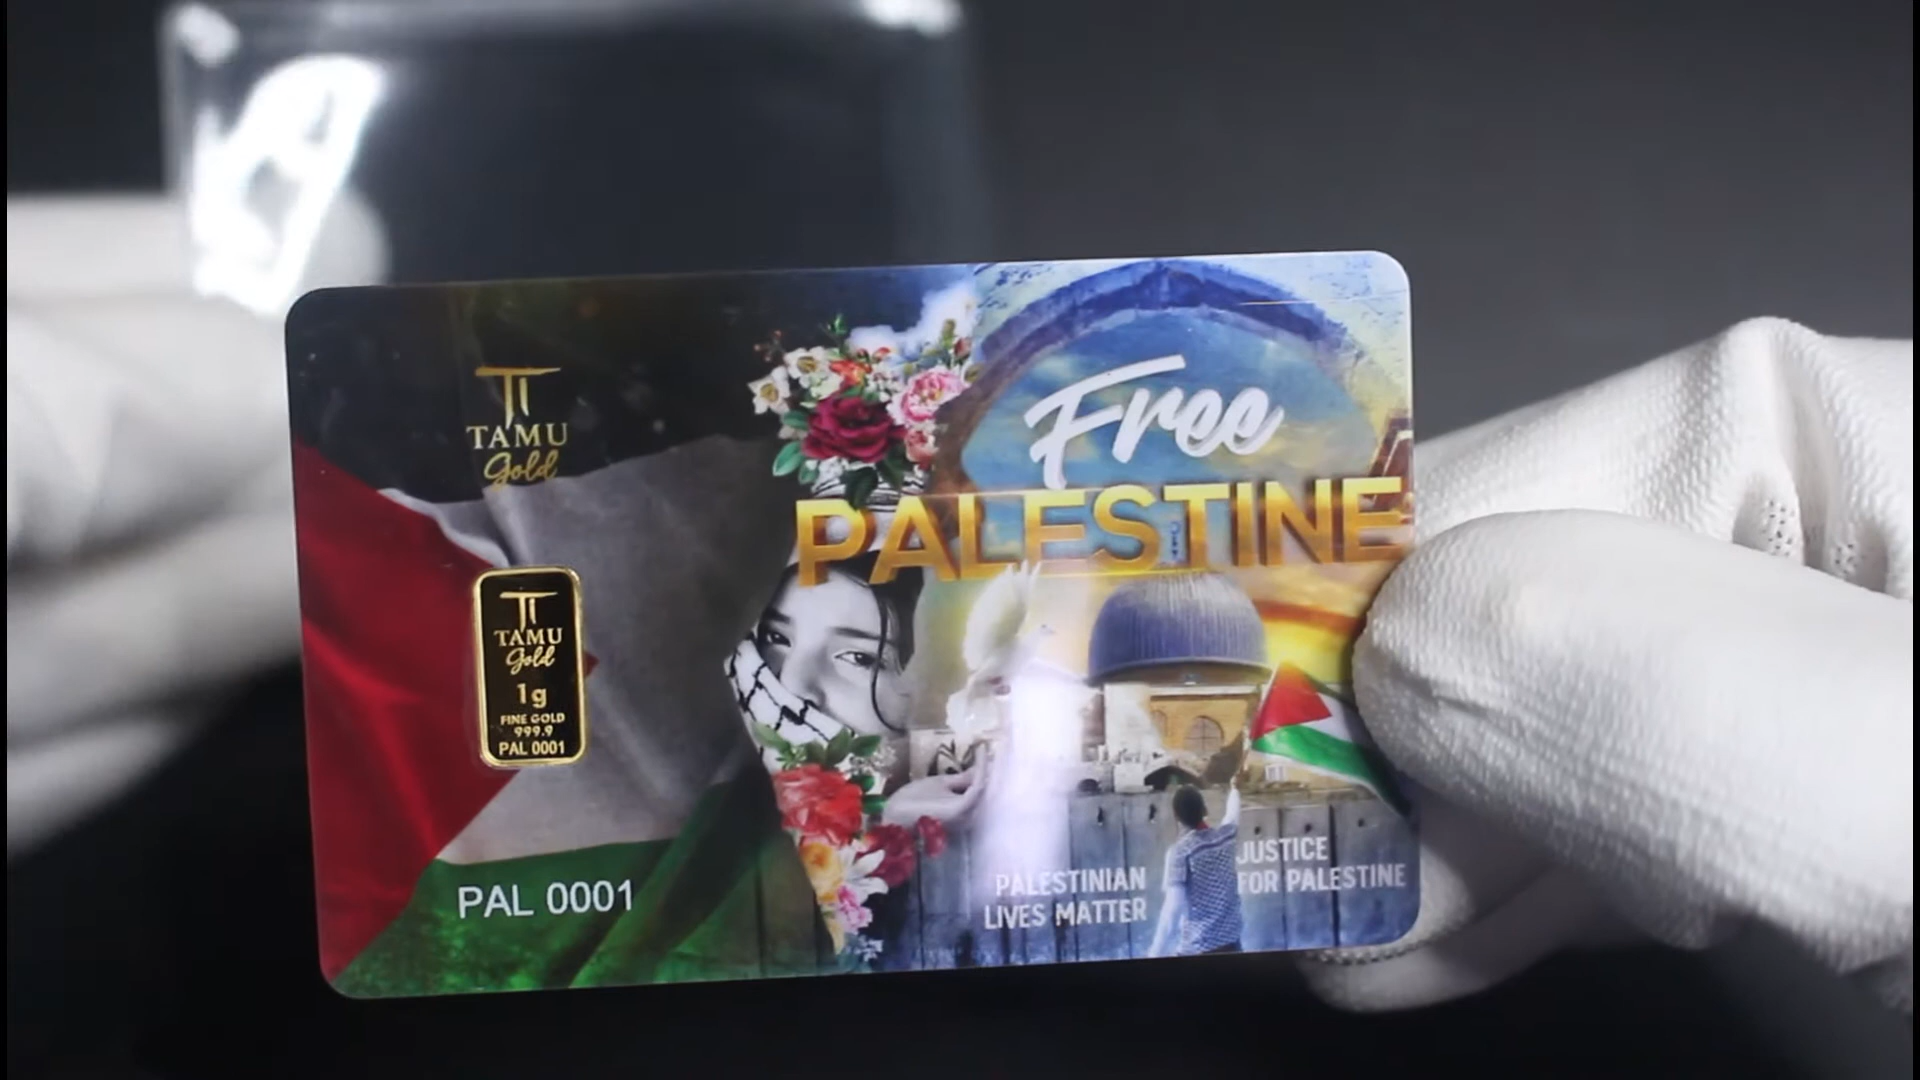 TAMU
Gold
Free
PALESTINE
TAMU
Gold
1g
FINE GOLD
999.9
PAL 0001
PAL 0001
PALESTINIAN
LIVES MATTER
JUSTICE
FOR PALESTINE